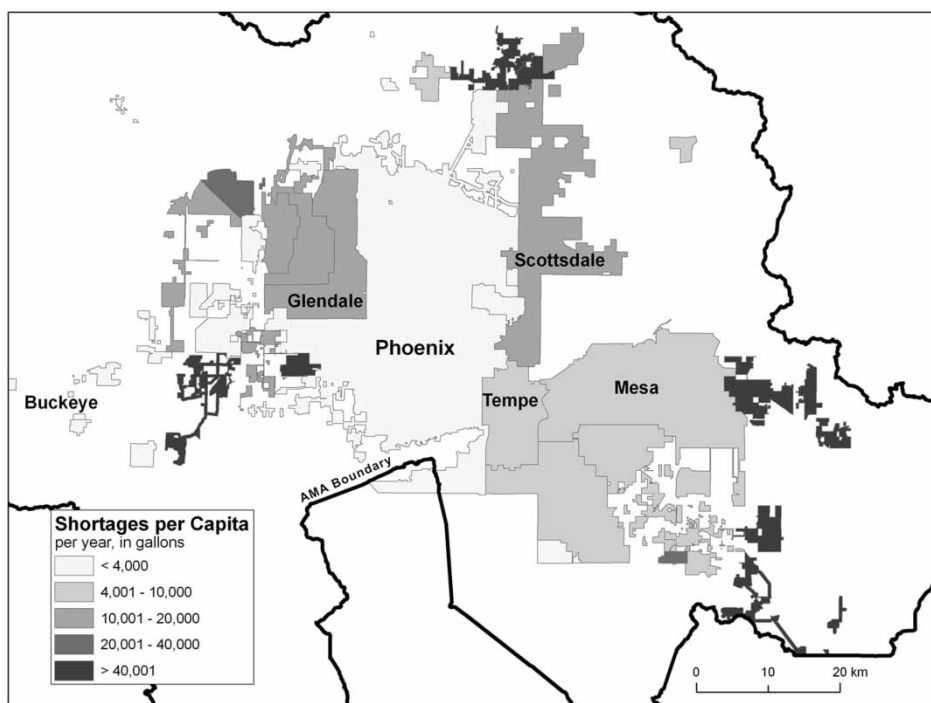 Scottsdale
Glendale
Phoenix
Buckeye
Tempe
Mesa
AMA Boundary
Shortages per Capita
per year, in gallons
< 4,000
4,001 - 10,000
10,001 - 20,000
20,001 - 40,000
> 40,001
0 10 20 km